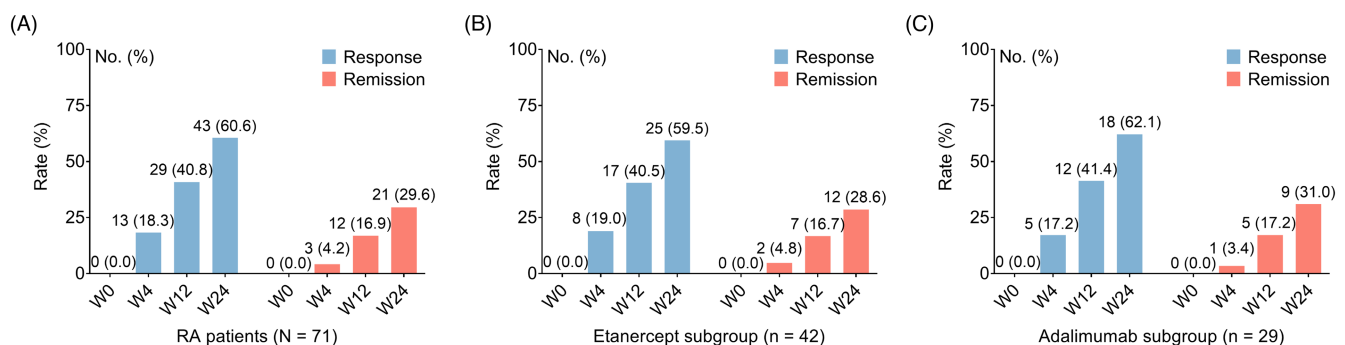 (A)
No. (%)
Response
Remission
Rate (%)
100
75
50
25
0
0 (0.0)
13 (18.3)
29 (40.8)
43 (60.6)
0 (0.0)
3 (4.2)
12 (16.9)
21 (29.6)
W0
W4
W12
W24
W0
W4
W12
W24
RA patients (N = 71)
(B)
No. (%)
Response
Remission
Rate (%)
100
75
50
25
0
0 (0.0)
8 (19.0)
17 (40.5)
25 (59.5)
0 (0.0)
2 (4.8)
7 (16.7)
12 (28.6)
W0
W4
W12
W24
W0
W4
W12
W24
Etanercept subgroup (n = 42)
(C)
No. (%)
Response
Remission
Rate (%)
100
75
50
25
0
0 (0.0)
5 (17.2)
12 (41.4)
18 (62.1)
0 (0.0)
1 (3.4)
5 (17.2)
9 (31.0)
W0
W4
W12
W24
W0
W4
W12
W24
Adalimumab subgroup (n = 29)